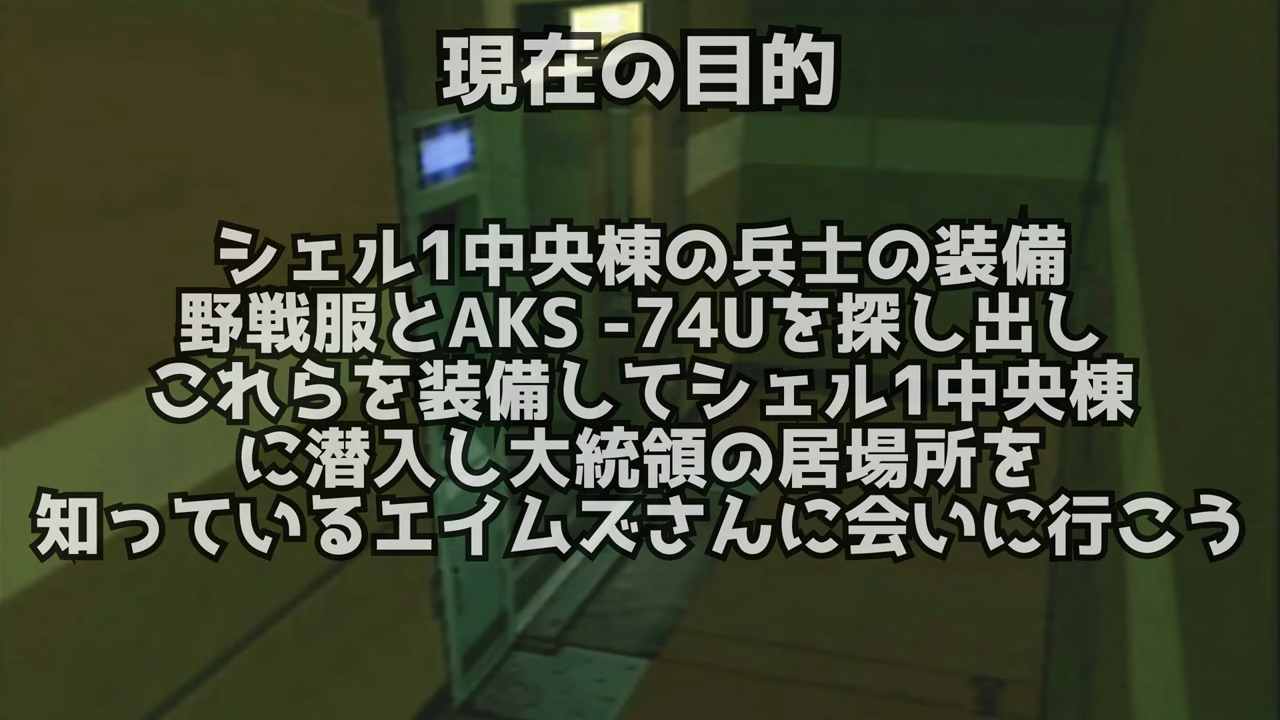 現在の目的
シェル1中央棟の兵士の装備
野戦服とAKS -74Uを探し出し
これらを装備してシェル1中央棟
に潜入し大統領の居場所を
知っているエイムズさんに会いに行こう